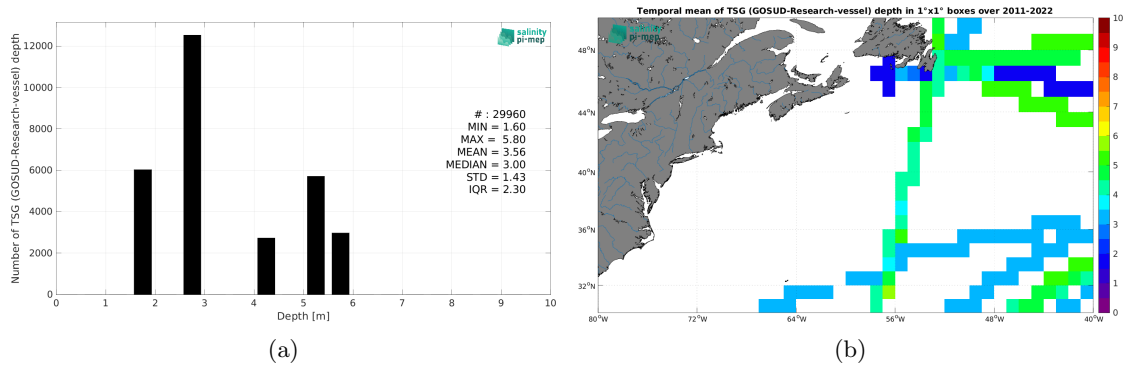 12000
10000
8000
6000
4000
2000
0
Number of TSG (GOSUD-Research-vessel) depth
salinity
pi-mep
# : 29960
MIN = 1.60
MAX = 5.80
MEAN = 3.56
MEDIAN = 3.00
STD = 1.43
IQR = 2.30
0 1 2 3 4 5 6 7 8 9 10
Depth [m]
(a)
Temporal mean of TSG (GOSUD-Research-vessel) depth in 1°x1° boxes over 2011-2022
salinity
pi-mep
48°N
44°N
40°N
36°N
32°N
80°W 72°W 64°W 56°W 48°W 40°W
10
9
8
7
6
5
4
3
2
1
0
(b)